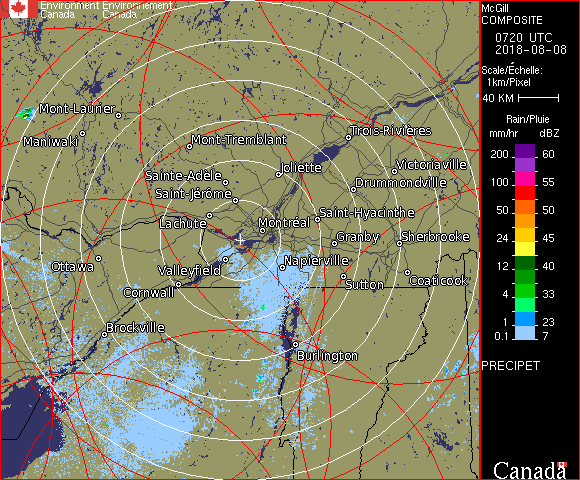 Environment Environnement
Canada Canada
McGill
COMPOSITE
0720 UTC
2018-08-08
Scale/Échelle:
1km/Pixel
40 KM
Rain/Pluie
mm/hr dBZ
200 60
100 55
50 50
24 45
12 40
4 33
1 23
0.1 7
PRECIPET
Canada
Mont-Laurier
Maniwaki
Mont-Tremblant
Trois-Rivières
Joliette
Victoriaville
Sainte-Adèle
Drummondville
Saint-Jérôme
Lachute
Montréal
Saint-Hyacinthe
Granby
Sherbrooke
Ottawa
Valleyfield
Napierville
Cornwall
Sutton
Coaticook
Brockville
Burlington